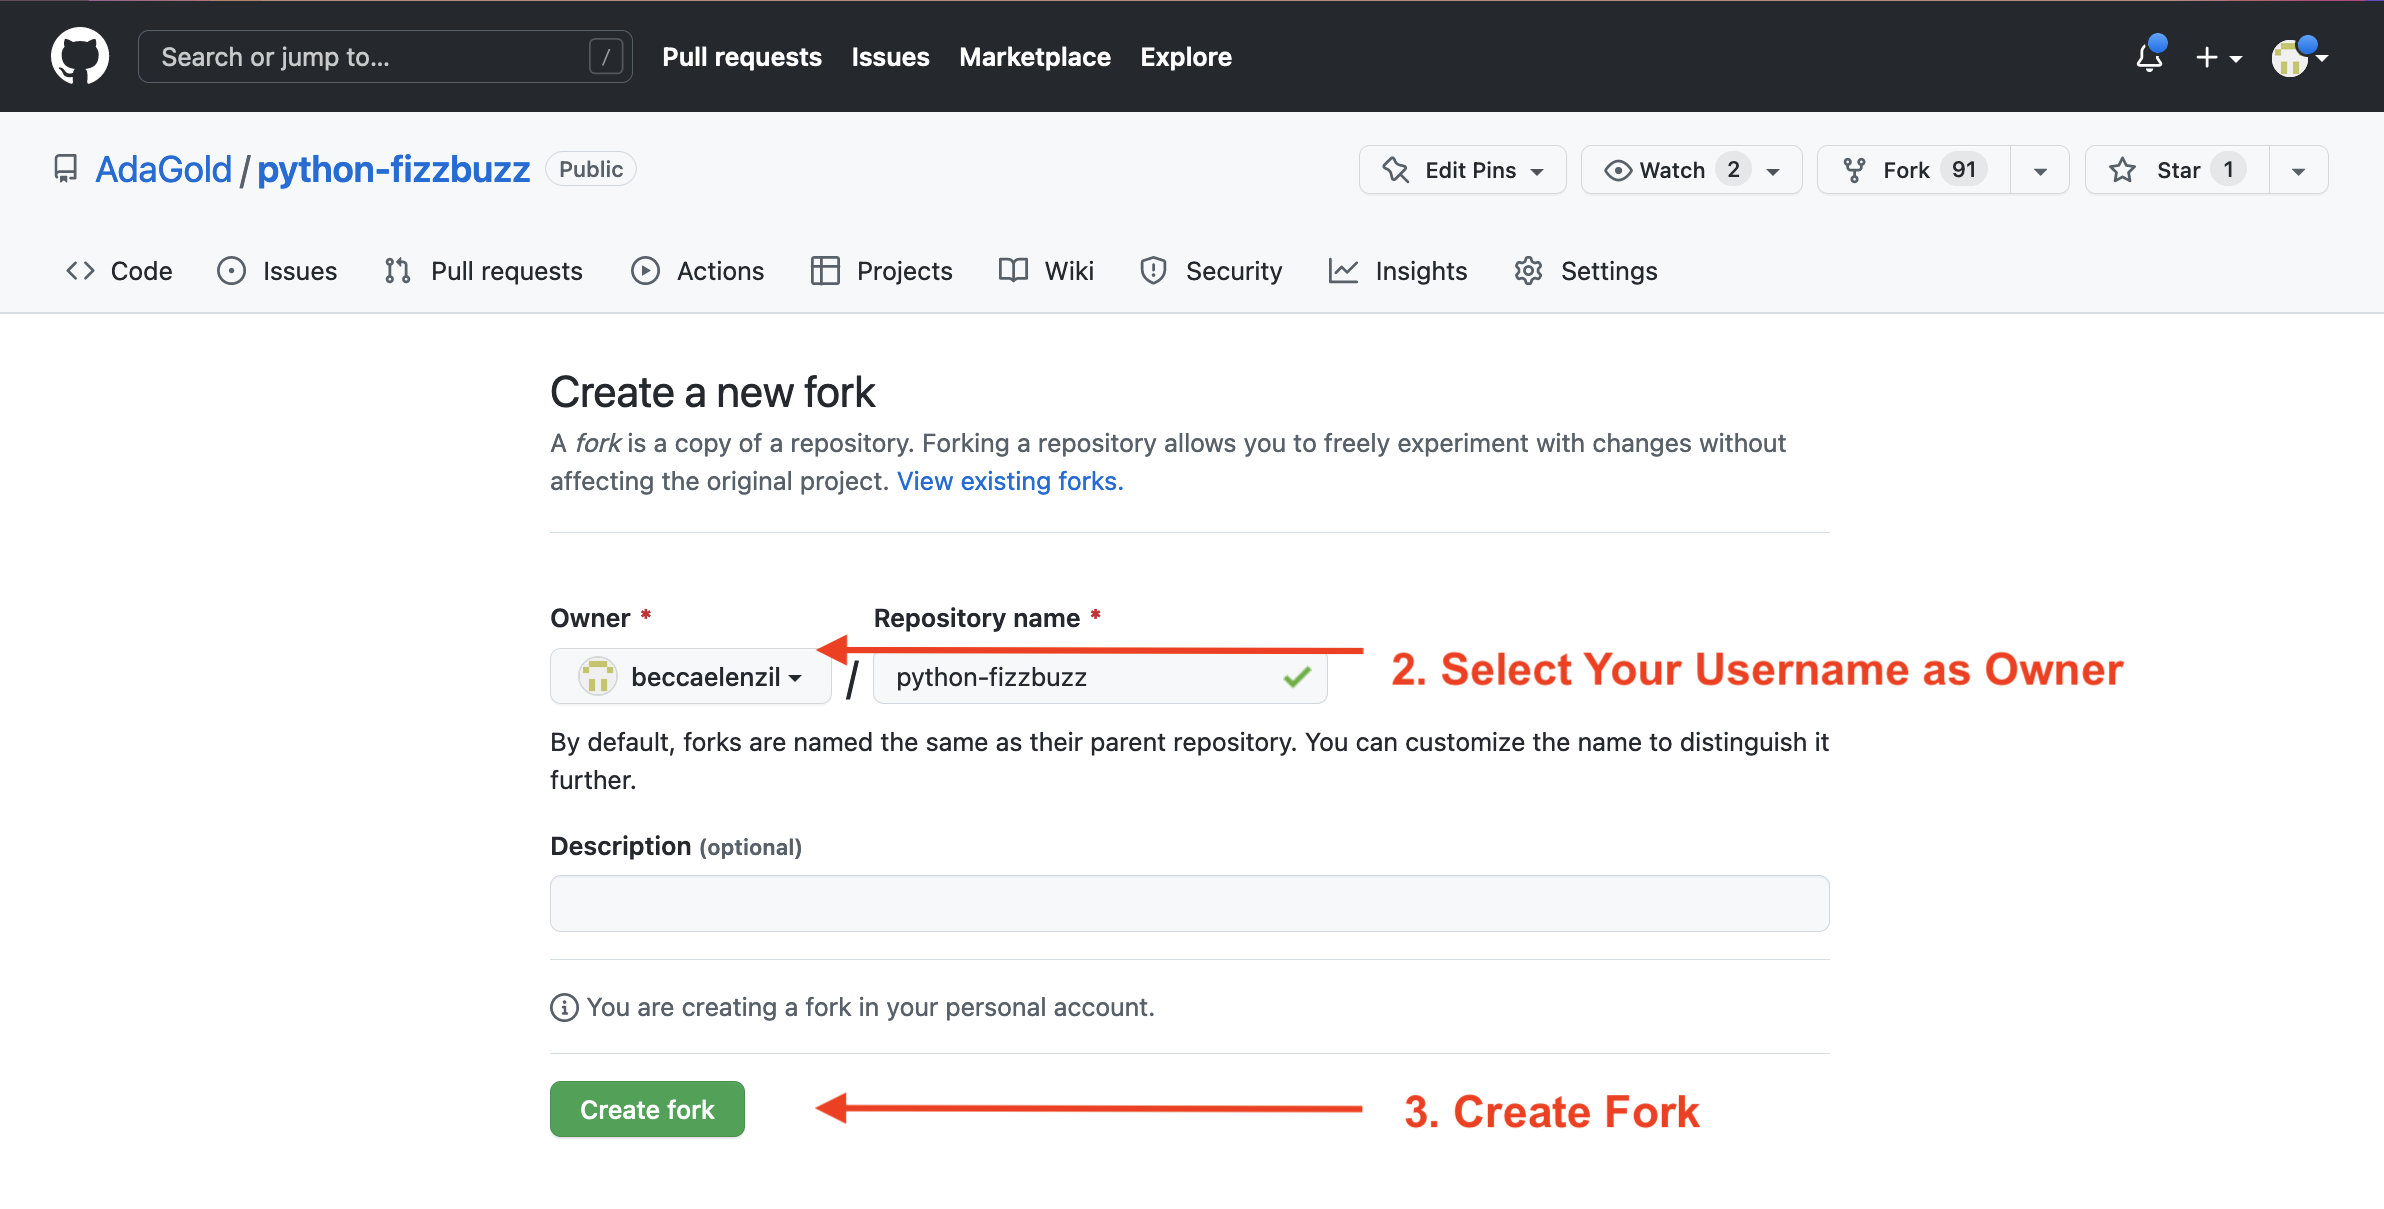 Search or jump to... /
Pull requests Issues Marketplace Explore
AdaGold / python-fizzbuzz Public
Edit Pins Watch 2 Fork 91 Star 1
Code Issues Pull requests Actions Projects Wiki Security Insights Settings
Create a new fork
A fork is a copy of a repository. Forking a repository allows you to freely experiment with changes without
affecting the original project. View existing forks.
Owner * Repository name *
beccaelenzil / python-fizzbuzz
2. Select Your Username as Owner
By default, forks are named the same as their parent repository. You can customize the name to distinguish it
further.
Description (optional)
You are creating a fork in your personal account.
Create fork
3. Create Fork